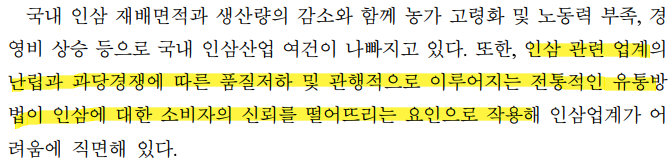 국내 인삼 재배면적과 생산량의 감소와 함께 농가 고령화 및 노동력 부족, 경
영비 상승 등으로 국내 인삼산업 여건이 나빠지고 있다. 또한, 인삼 관련 업계의
난립과 과당경쟁에 따른 품질저하 및 관행적으로 이루어지는 전통적인 유통방
법이 인삼에 대한 소비자의 신뢰를 떨어뜨리는 요인으로 작용해 인삼업계가 어
려움에 직면해 있다.